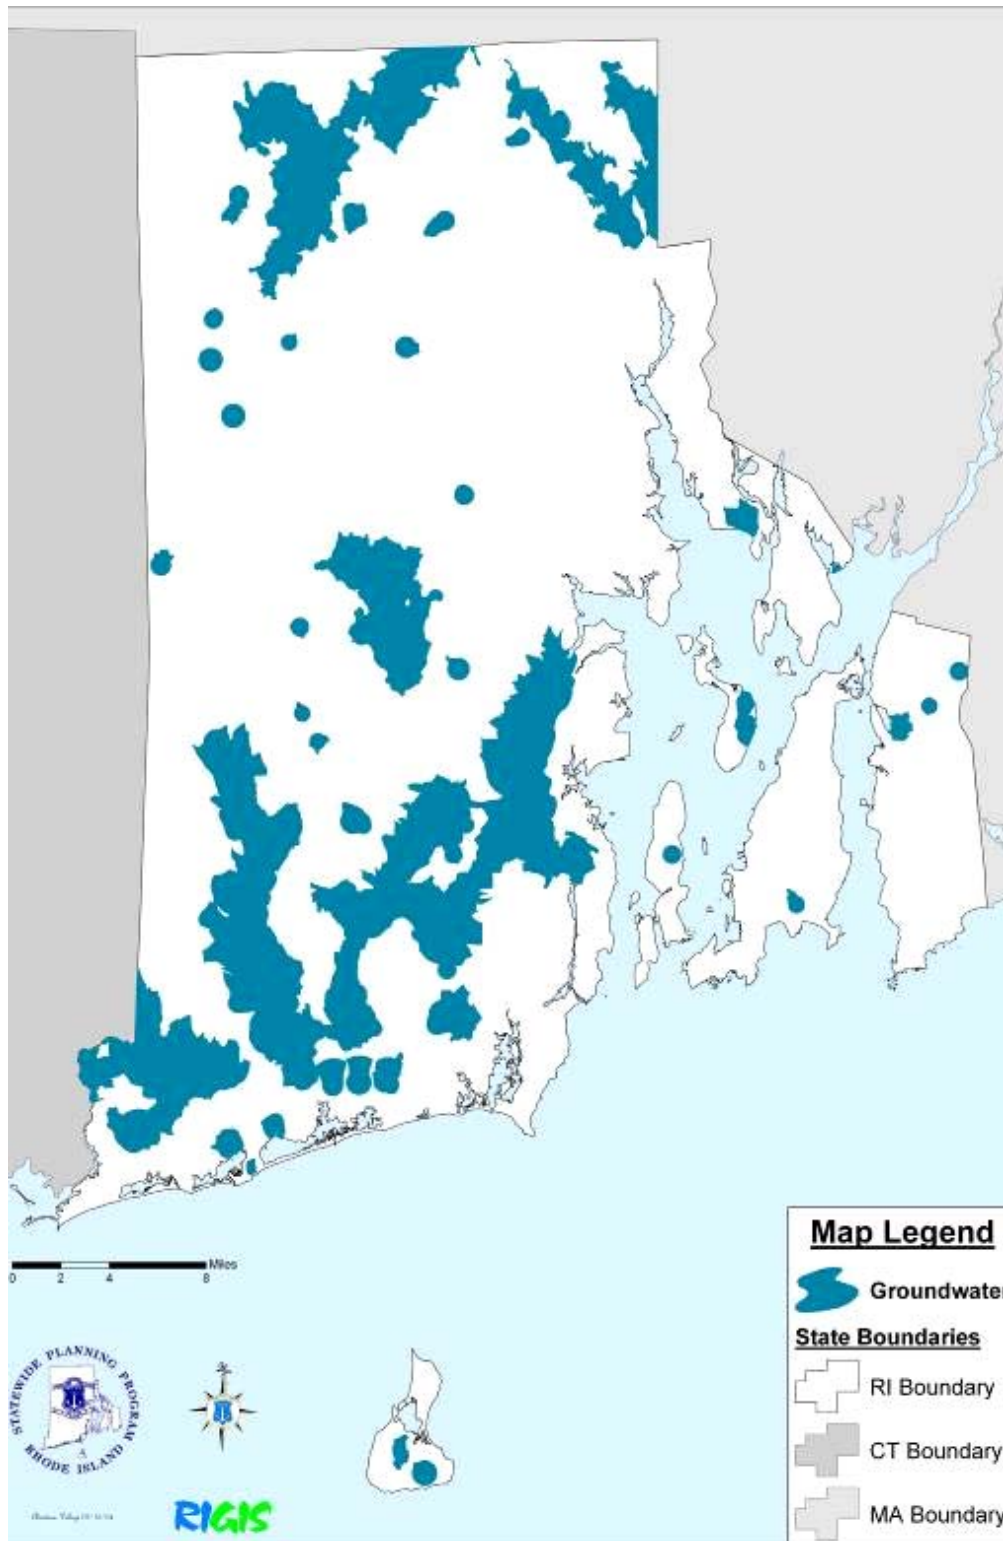 Miles
0 2 4 8
STATEWIDE PLANNING PROGRAM
RHODE ISLAND
RIGIS
Map Legend
Groundwater
State Boundaries
RI Boundary
CT Boundary
MA Boundary